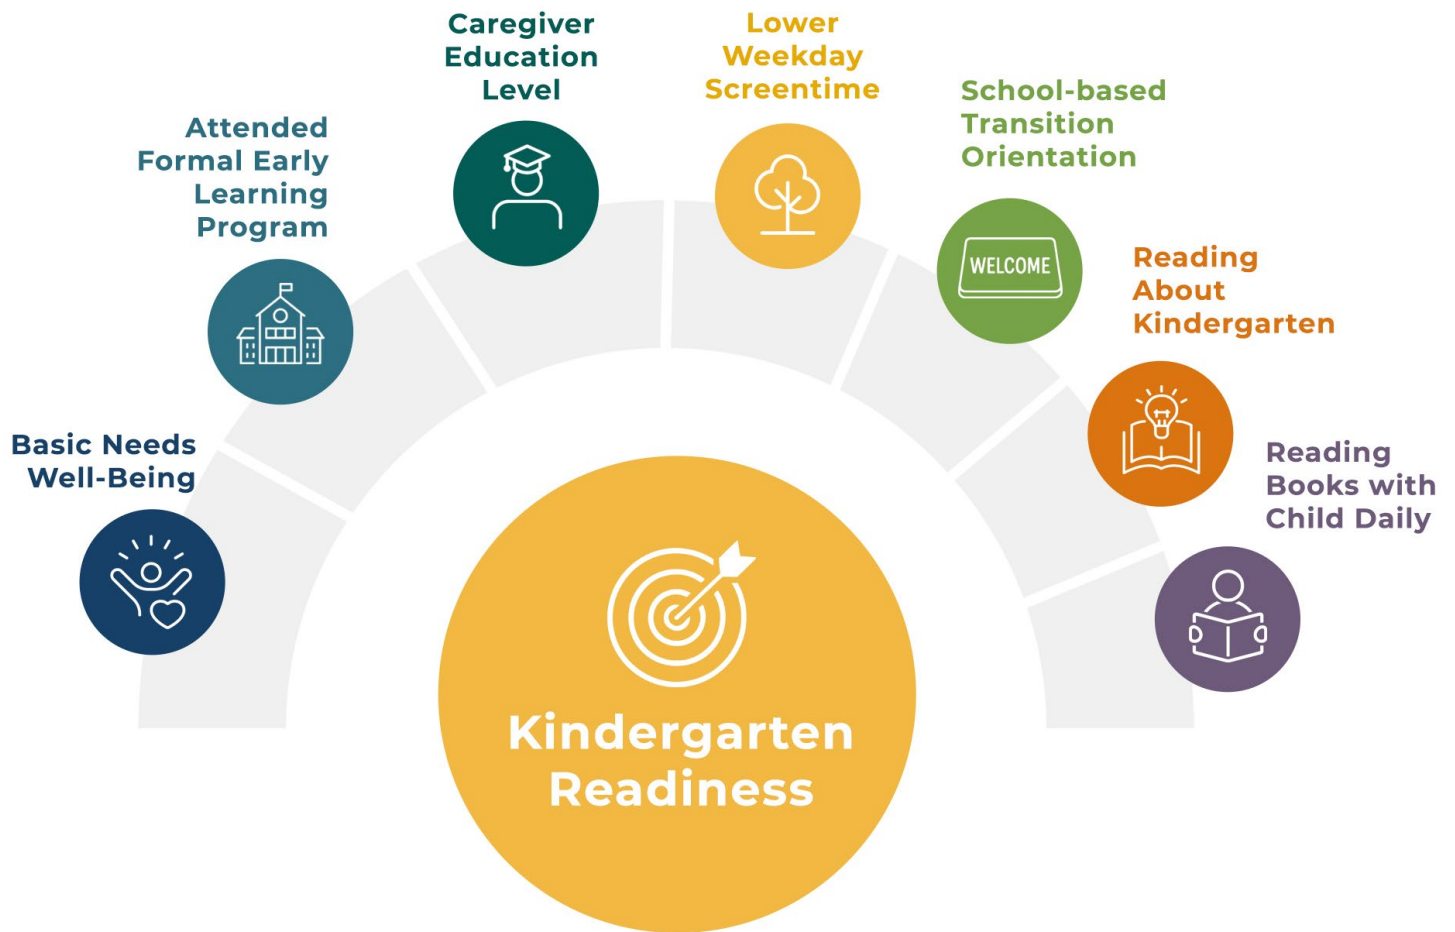 Caregiver
Education
Level
Lower
Weekday
Screentime
School-based
Transition
Orientation
Attended
Formal Early
Learning
Program
WELCOME
Reading
About
Kindergarten
Basic Needs
Well-Being
Reading
Books with
Child Daily
Kindergarten
Readiness